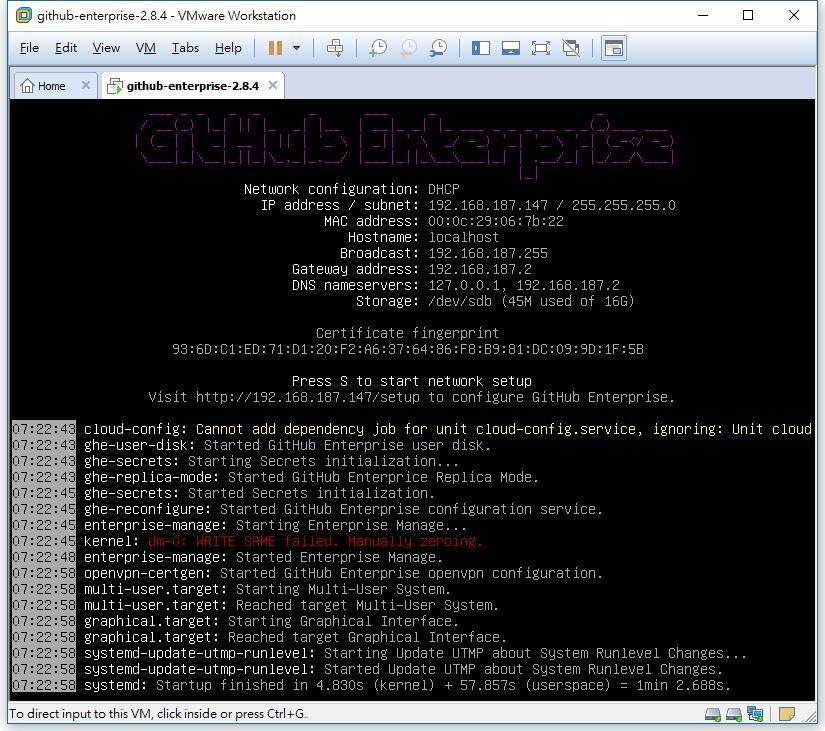 github-enterprise-2.8.4 - VMware Workstation
File Edit View VM Tabs Help
Home github-enterprise-2.8.4
GitHub Enterprise
Network configuration: DHCP
IP address / subnet: 192.168.187.147 / 255.255.255.0
MAC address: 00:0c:29:06:7b:22
Hostname: localhost
Broadcast: 192.168.187.255
Gateway address: 192.168.187.2
DNS nameservers: 127.0.0.1, 192.168.187.2
Storage: /dev/sdb (45M used of 16G)
Certificate fingerprint
93:6D:C1:ED:71:D1:20:F2:A6:37:64:86:F8:B9:81:DC:09:9D:1F:5B
Press S to start network setup
Visit http://192.168.187.147/setup to configure GitHub Enterprise.
07:22:43 cloud-config: Cannot add dependency job for unit cloud-config.service, ignoring: Unit cloud
07:22:43 ghe-user-disk: Started GitHub Enterprise user disk.
07:22:43 ghe-secrets: Starting Secrets initialization...
07:22:43 ghe-replica-mode: Started GitHub Enterprice Replica Mode.
07:22:45 ghe-secrets: Started Secrets initialization.
07:22:45 ghe-reconfigure: Started GitHub Enterprise configuration service.
07:22:45 enterprise-manage: Starting Enterprise Manage...
07:22:45 kernel: dm-0: WRITE SAME failed. Manually zeroing.
07:22:48 enterprise-manage: Started Enterprise Manage.
07:22:58 openvpn-certgen: Started GitHub Enterprise openvpn configuration.
07:22:58 multi-user.target: Starting Multi-User System.
07:22:58 multi-user.target: Reached target Multi-User System.
07:22:58 graphical.target: Starting Graphical Interface.
07:22:58 graphical.target: Reached target Graphical Interface.
07:22:58 systemd-update-utmp-runlevel: Starting Update UTMP about System Runlevel Changes...
07:22:58 systemd-update-utmp-runlevel: Started Update UTMP about System Runlevel Changes.
07:22:58 systemd: Startup finished in 4.830s (kernel) + 57.857s (userspace) = 1min 2.688s.
To direct input to this VM, click inside or press Ctrl+G.